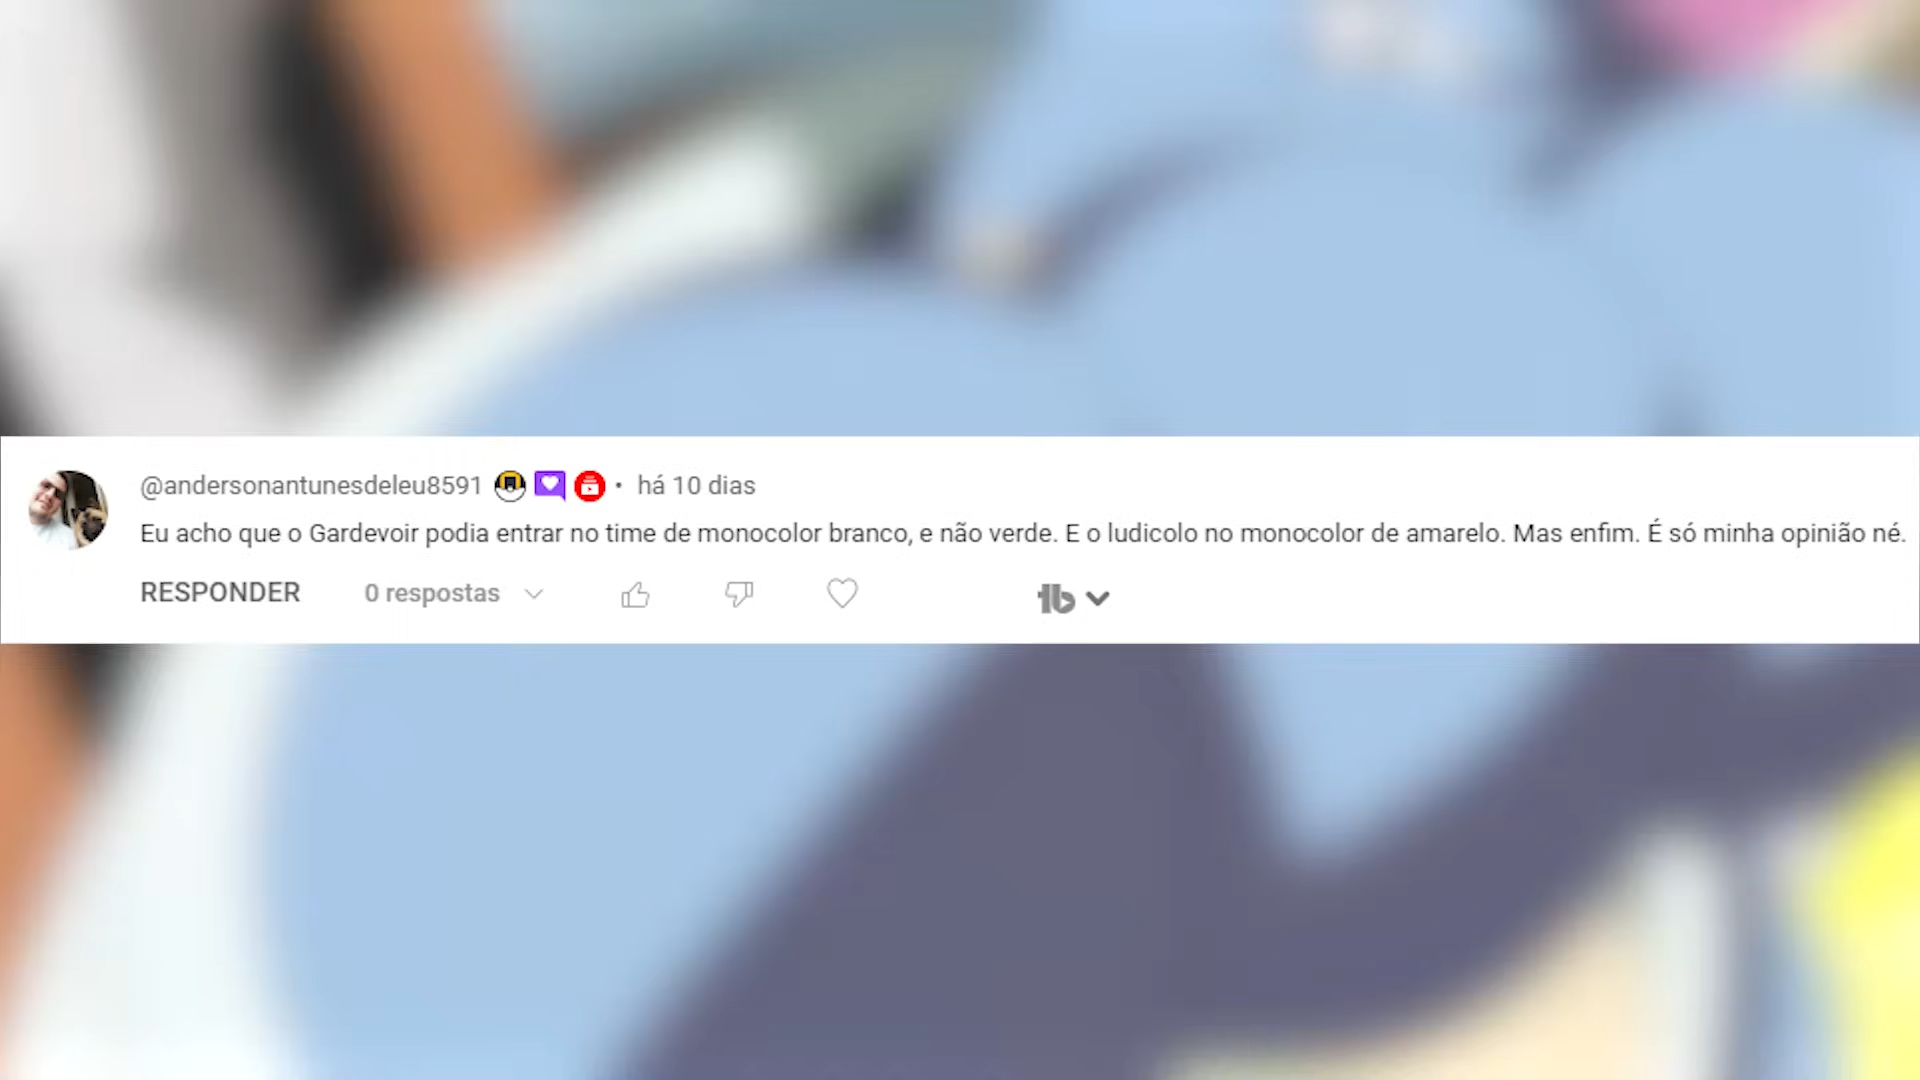 @andersonantunesdeleu8591 • há 10 dias
Eu acho que o Gardevoir podia entrar no time de monocolor branco, e não verde. E o ludicolo no monocolor de amarelo. Mas enfim. É só minha opinião né.
RESPONDER 0 respostas